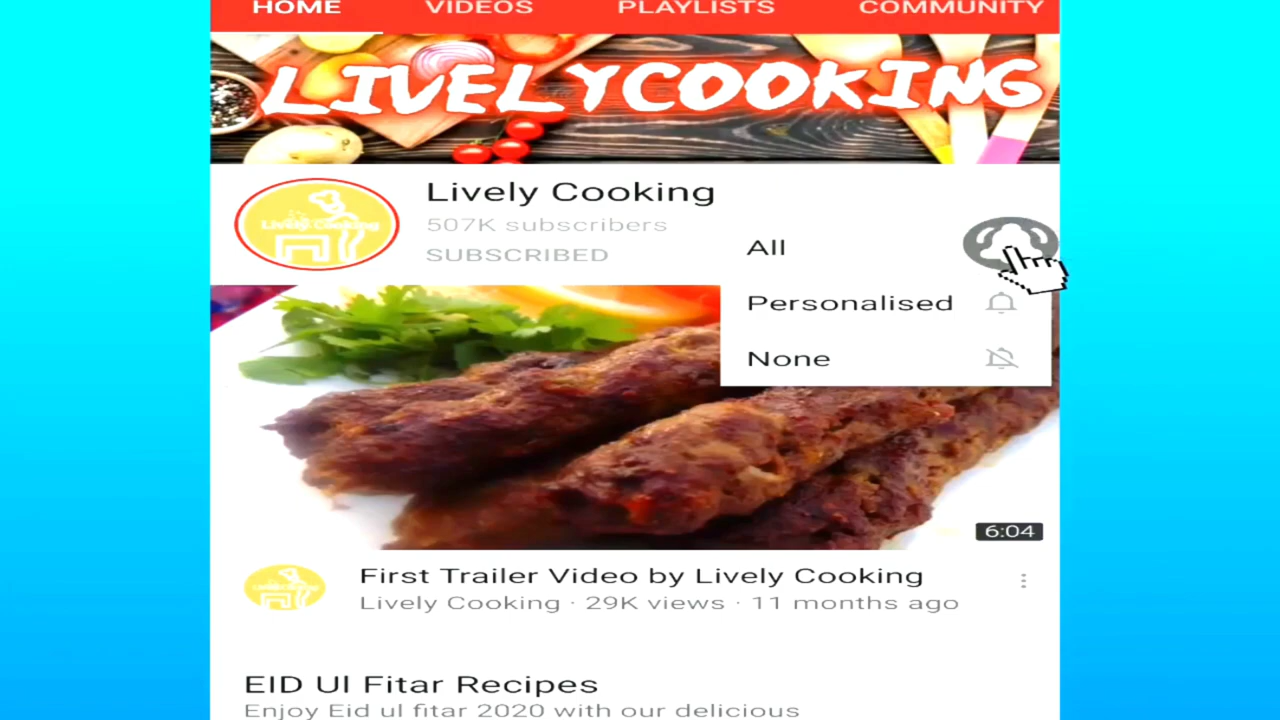 HOME VIDEOS PLAYLISTS COMMUNITY
LIVELYCOOKING
Lively Cooking
507K subscribers
SUBSCRIBED
All
Personalised
None
Lively Cooking
6:04
First Trailer Video by Lively Cooking
Lively Cooking · 29K views · 11 months ago
EID Ul Fitar Recipes
Enjoy Eid ul fitar 2020 with our delicious